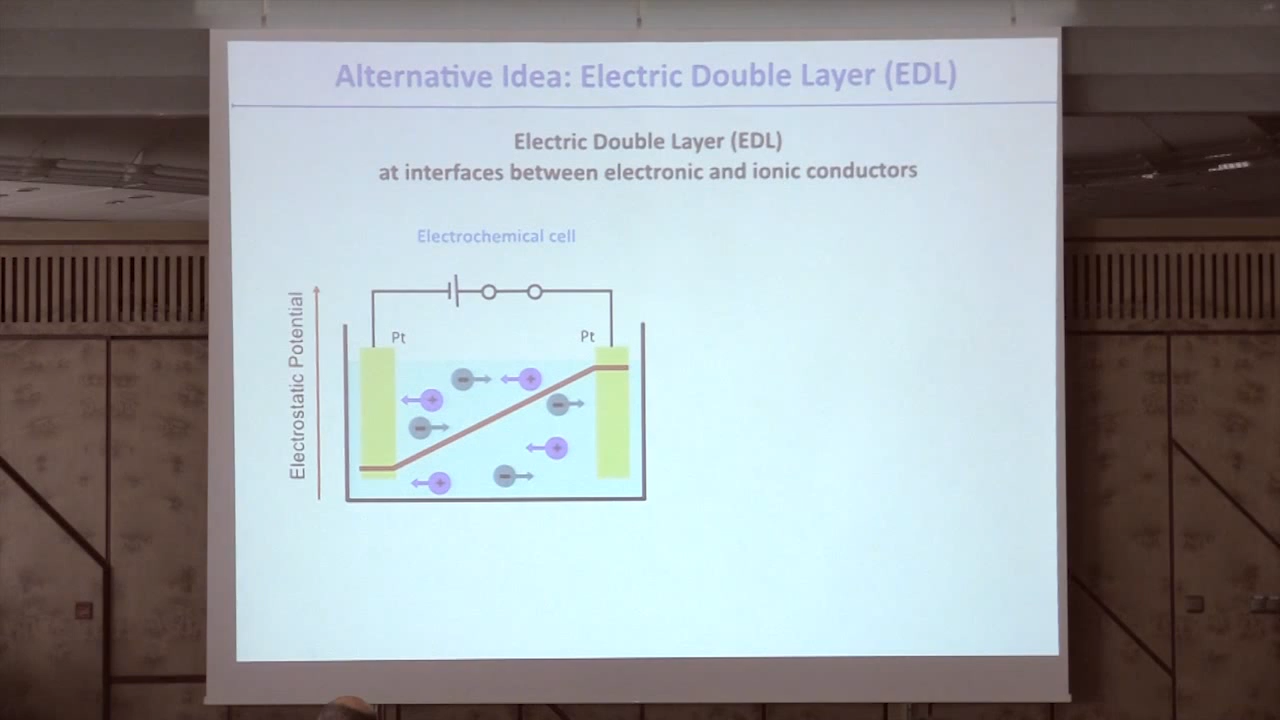 Alternative Idea: Electric Double Layer (EDL)
Electric Double Layer (EDL)
at interfaces between electronic and ionic conductors
Electrochemical cell
Electrostatic Potential
Pt
Pt